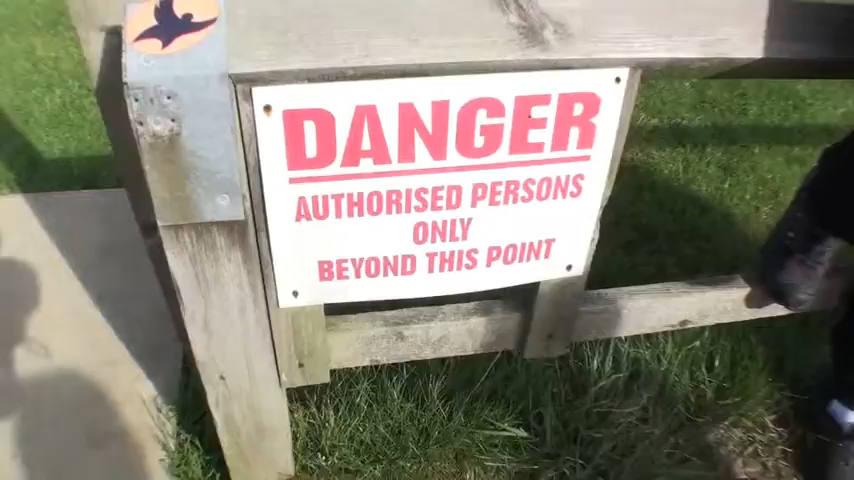 DANGER
AUTHORISED PERSONS
ONLY
BEYOND THIS POINT